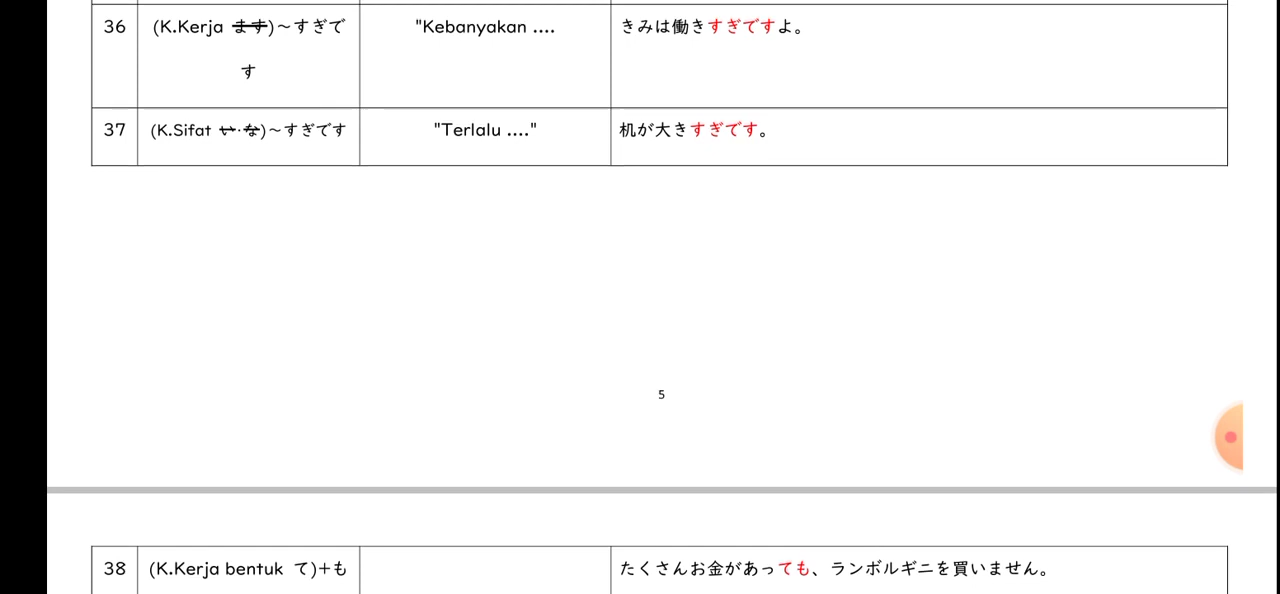 36 (K.Kerja ます)～すぎで "Kebanyakan .... きみは働きすぎですよ。
す
37 (K.Sifat い·な)～すぎです "Terlalu ...." 机が大きすぎです。
5
38 (K.Kerja bentuk て)+も たくさんお金があっても、ランボルギニを買いません。